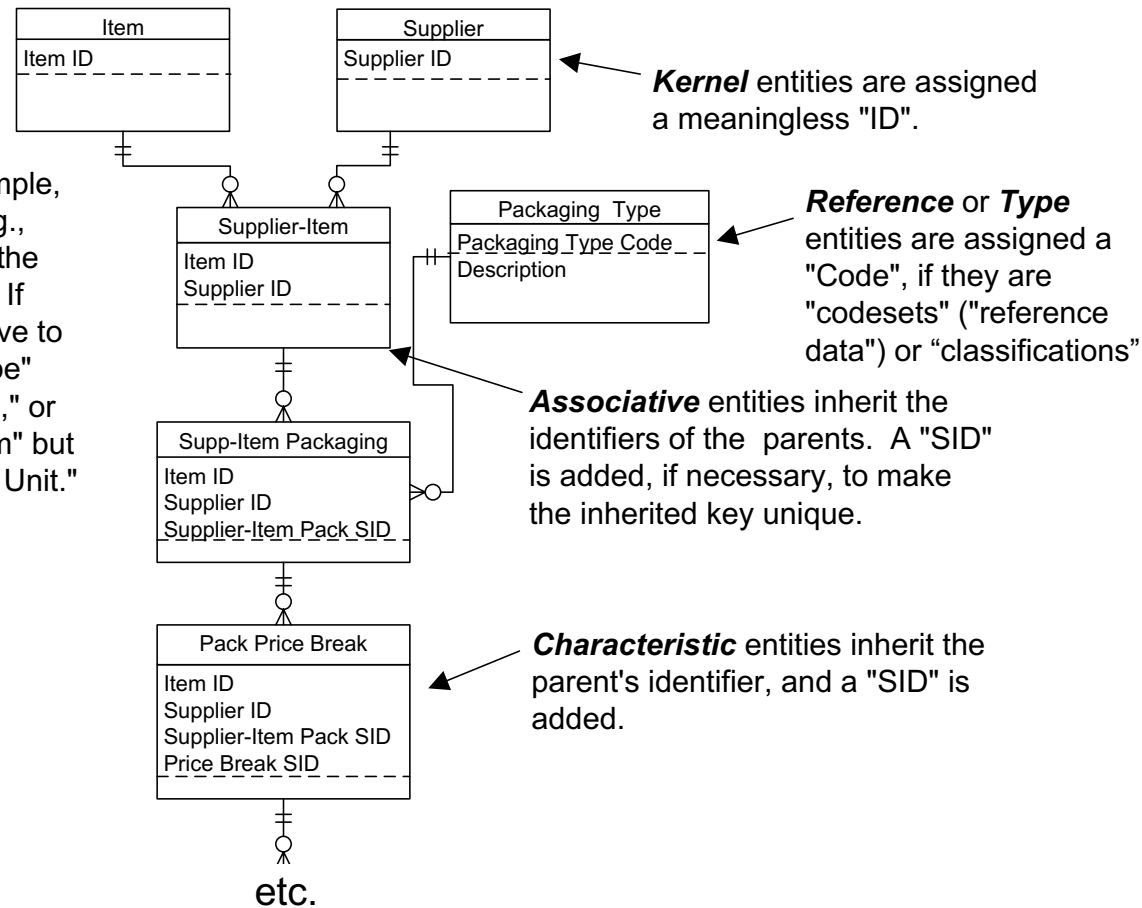 Item
Item ID
Supplier
Supplier ID
Kernel entities are assigned
a meaningless "ID".
Supplier-Item
Item ID
Supplier ID
Packaging Type
Packaging Type Code
Description
Reference or Type
entities are assigned a
"Code", if they are
"codesets" ("reference
data") or “classifications”
the
If
ve to
," or
but
Unit."
Associative entities inherit the
identifiers of the parents. A "SID"
is added, if necessary, to make
the inherited key unique.
Supp-Item Packaging
Item ID
Supplier ID
Supplier-Item Pack SID
Pack Price Break
Item ID
Supplier ID
Supplier-Item Pack SID
Price Break SID
Characteristic entities inherit the
parent's identifier, and a "SID" is
added.
etc.